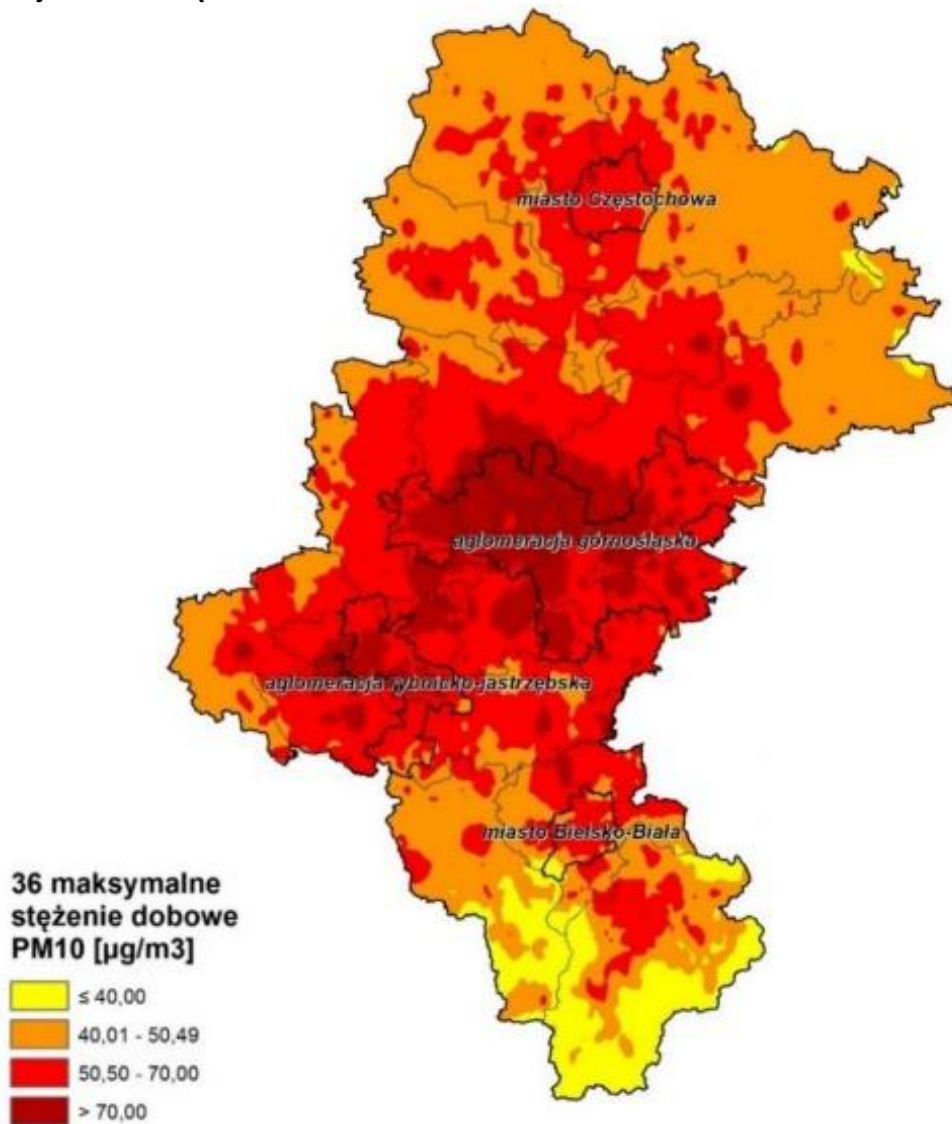 miasto Częstochowa
aglomeracja górnośląska
aglomeracja rybnicko-jastrzębska
miasto Bielsko-Biała
36 maksymalne
stężenie dobowe
PM10 [µg/m3]
≤ 40,00
40,01 - 50,49
50,50 - 70,00
> 70,00